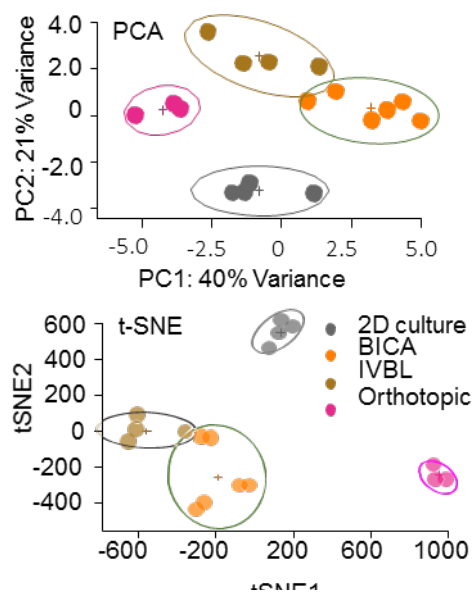 PCA
PC2: 21% Variance
4.0
2.0
0
-2.0
-4.0
-5.0 -2.5 0 2.5 5.0
PC1: 40% Variance
t-SNE
tSNE2
600
400
200
0
-200
-400
2D culture
BICA
IVBL
Orthotopic
-600 -200 200 600 1000
tSNE1